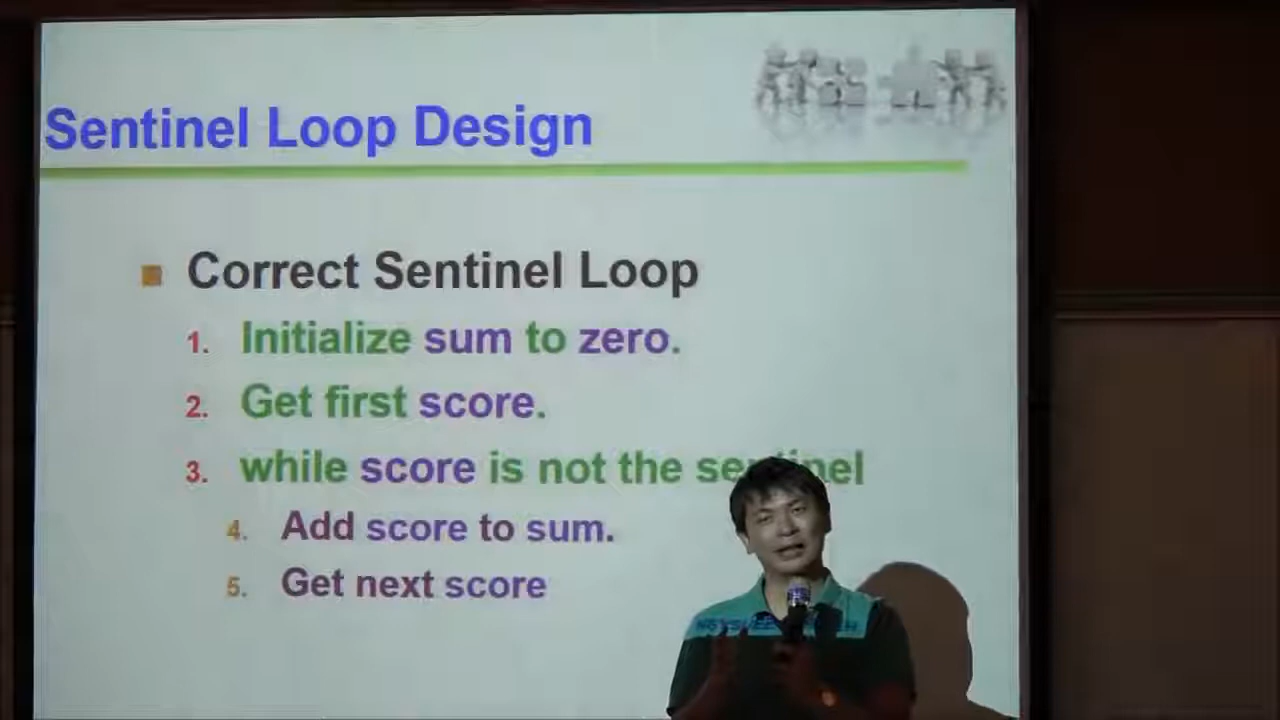 Sentinel Loop Design
Correct Sentinel Loop
1. Initialize sum to zero.
2. Get first score.
3. while score is not the sentinel
4. Add score to sum.
5. Get next score